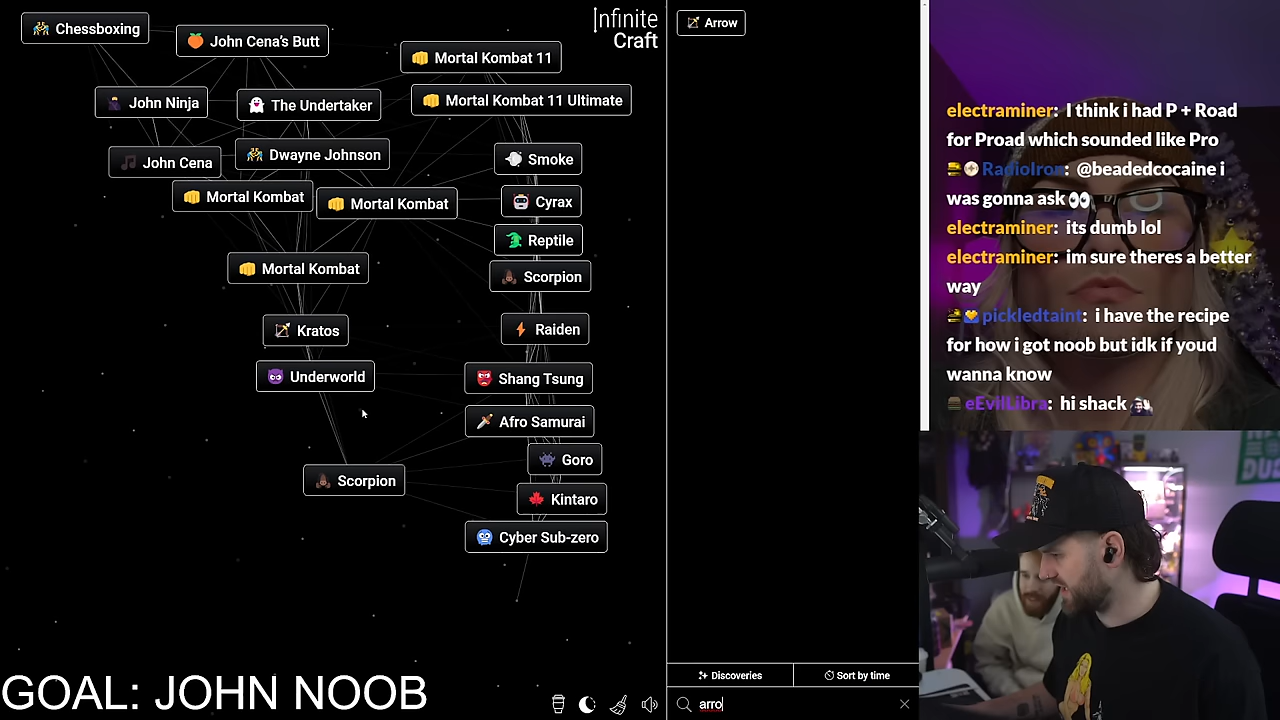 Infinite
Craft
Chessboxing
John Cena's Butt
Mortal Kombat 11
John Ninja
The Undertaker
Mortal Kombat 11 Ultimate
John Cena
Dwayne Johnson
Smoke
Mortal Kombat
Mortal Kombat
Cyrax
Reptile
Mortal Kombat
Scorpion
Kratos
Raiden
Underworld
Shang Tsung
Afro Samurai
Goro
Scorpion
Kintaro
Cyber Sub-zero
GOAL: JOHN NOOB
Arrow
Discoveries
Sort by time
arro
electraminer: I think i had P + Road
for Proad which sounded like Pro
RadioIron: @beadedcocaine i
was gonna ask
electraminer: its dumb lol
electraminer: im sure theres a better
way
pickledtaint: i have the recipe
for how i got noob but idk if youd
wanna know
eEvilLibra: hi shack